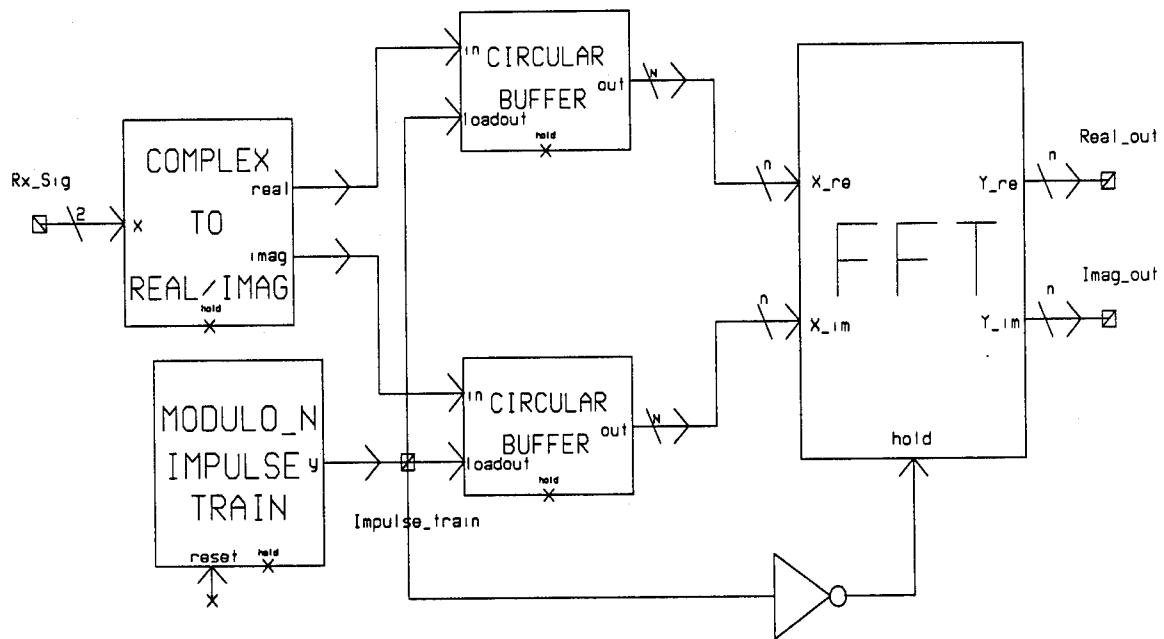 in
CIRCULAR
BUFFER
out
N
loadout
hold
COMPLEX
TO
REAL/IMAG
real
imag
x
hold
Rx_Sig
2
n
X_re
Y_re
n
Real_out
FFT
n
X_im
Y_im
n
Imag_out
hold
in
CIRCULAR
BUFFER
out
N
loadout
hold
MODULO_N
IMPULSE
TRAIN
y
reset
hold
Impulse_train